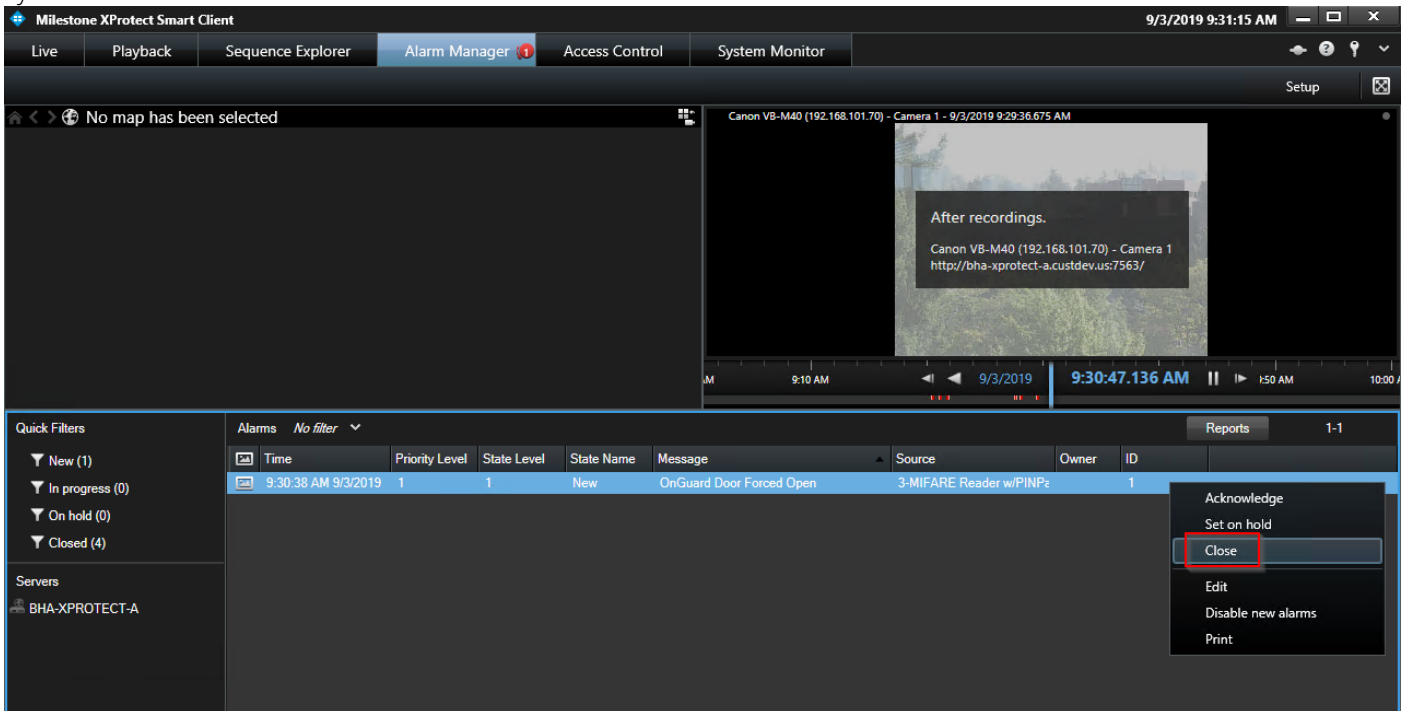 Milestone XProtect Smart Client
9/3/2019 9:31:15 AM
Live Playback Sequence Explorer Alarm Manager 1 Access Control System Monitor
Setup
No map has been selected
Canon VB-M40 (192.168.101.70) - Camera 1 - 9/3/2019 9:29:36.675 AM
After recordings.
Canon VB-M40 (192.168.101.70) - Camera 1
http://bha-xprotect-a.custdev.us:7563/
9:10 AM 9/3/2019 9:30:47.136 AM 10:00
Quick Filters
New (1)
In progress (0)
On hold (0)
Closed (4)
Servers
BHA-XPROTECT-A
Alarms No filter Reports 1-1
Time Priority Level State Level State Name Message Source Owner ID
9:30:38 AM 9/3/2019 1 1 New OnGuard Door Forced Open 3-MIFARE Reader w/PINPa 1
Acknowledge
Set on hold
Close
Edit
Disable new alarms
Print